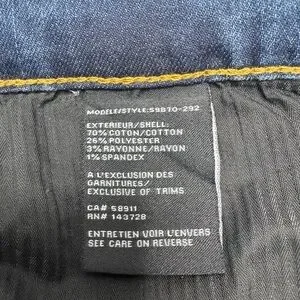 MODELE/STYLE:S9870-292
EXTERIEUR/SHELL:
70% COTON/COTTON
26% POLYESTER
3% RAYONNE/RAYON
1% SPANDEX
A L'EXCLUSION DES
GARNITURES/
EXCLUSIVE OF TRIMS
CA# 58911
RN# 143728
ENTRETIEN VOIR L'ENVERS
SEE CARE ON REVERSE